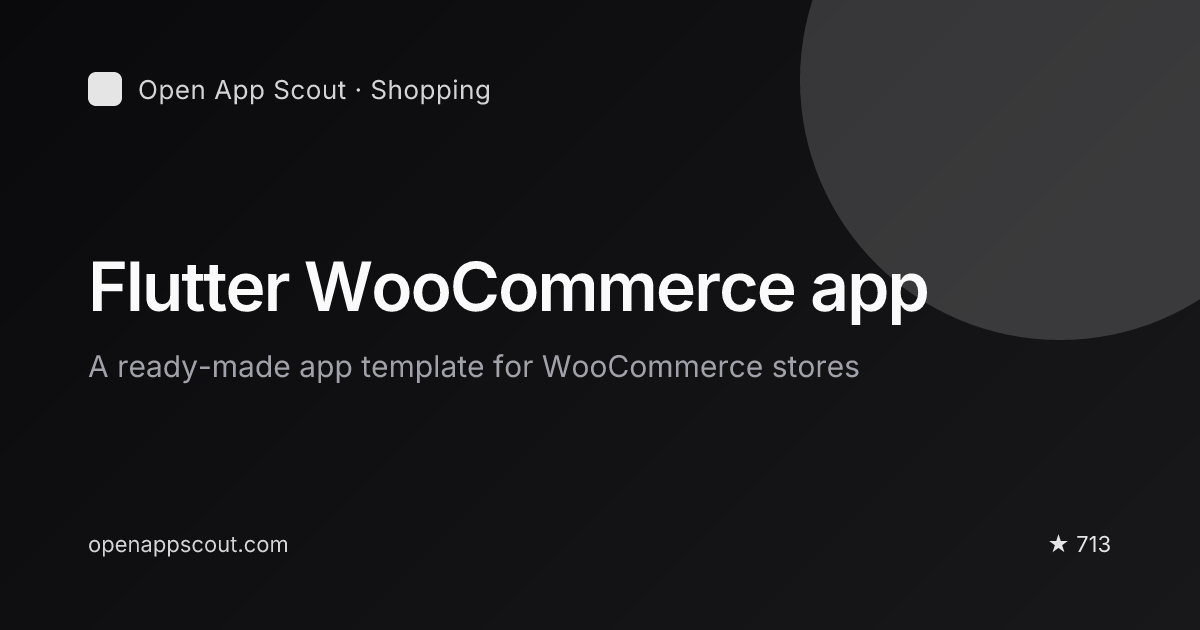 Open App Scout · Shopping
Flutter WooCommerce app
A ready-made app template for WooCommerce stores
openappscout.com
★ 713